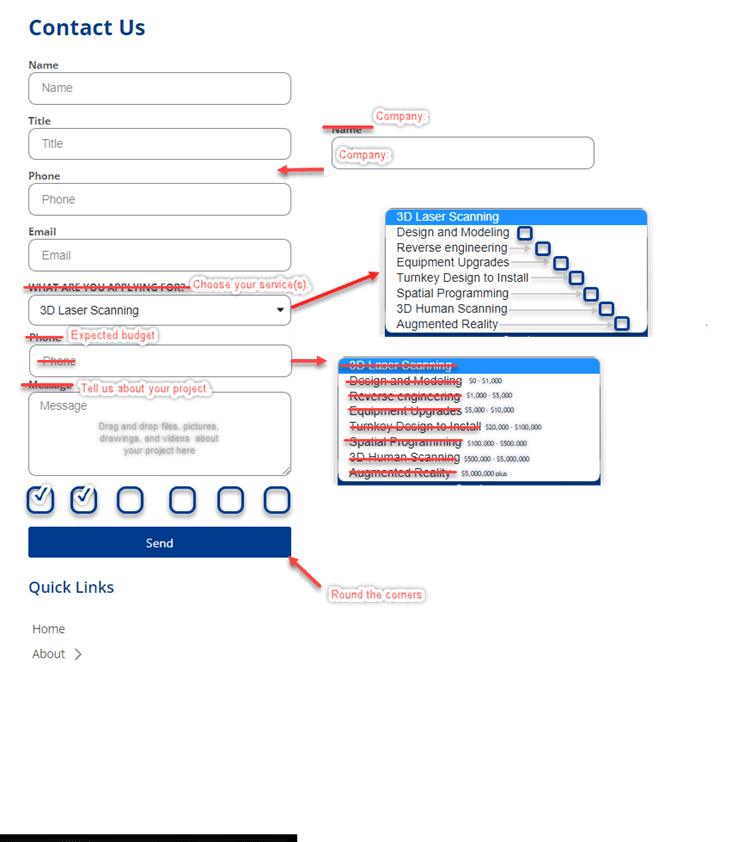 Contact Us
Name
Name
Title
Title
Company:
Name
Company:
Phone
Phone
Email
Email
WHAT ARE YOU APPLYING FOR?
Choose your service(s).
3D Laser Scanning
3D Laser Scanning
Design and Modeling
Reverse engineering
Equipment Upgrades
Turnkey Design to Install
Spatial Programming
3D Human Scanning
Augmented Reality
Phone
Expected budget
Phone
3D Laser Scanning
Design and Modeling $0 - $1,000
Reverse engineering $1,000 - $5,000
Equipment Upgrades $5,000 - $10,000
Turnkey Design to Install $20,000 - $100,000
Spatial Programming $100.000 - $500.000
3D Human Scanning $500,000 - $5,000,000
Augmented Reality $5,000,000 plus
Message
Tell us about your project
Message
Drag and drop files, pictures,
drawings, and videos about
your project here
Send
Round the corners
Quick Links
Home
About